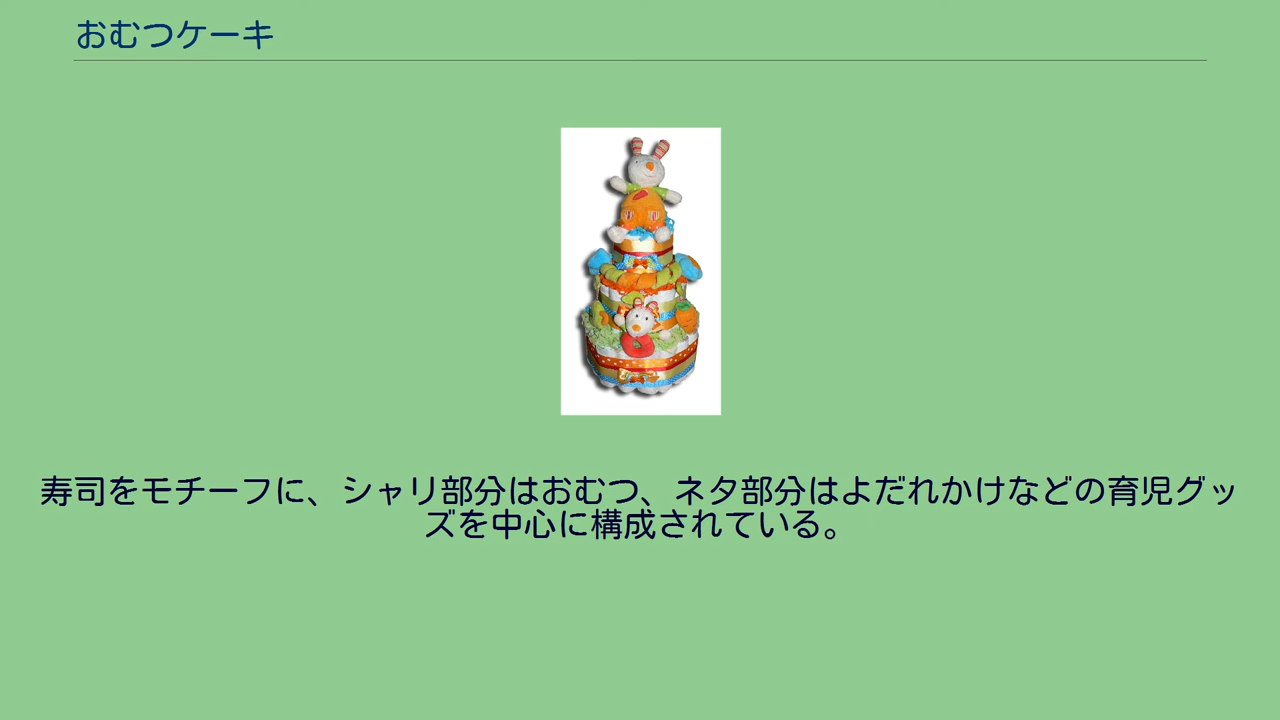 おむつケーキ
寿司をモチーフに、シャリ部分はおむつ、ネタ部分はよだれかけなどの育児グッ
ズを中心に構成されている。